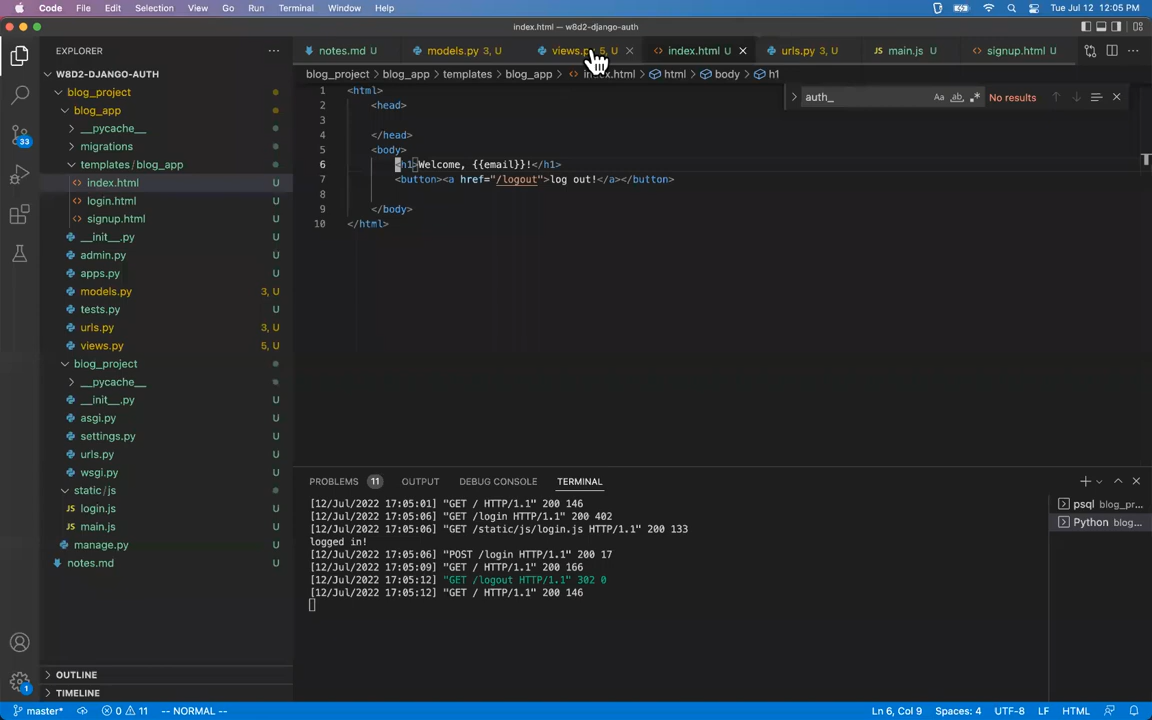 Code File Edit Selection View Go Run Terminal Window Help Tue Jul 12 12:05 PM
index.html — w8d2-django-auth
EXPLORER
notes.md U
models.py 3, U
views.py 5, U
index.html U
urls.py 3, U
main.js U
signup.html U
W8D2-DJANGO-AUTH
blog_project
blog_app
__pycache__
migrations
templates / blog_app
index.html U
login.html U
signup.html U
__init__.py U
admin.py U
apps.py U
models.py 3, U
tests.py U
urls.py 3, U
views.py 5, U
blog_project
__pycache__
__init__.py U
asgi.py U
settings.py U
urls.py U
wsgi.py U
static / js
login.js U
main.js U
manage.py U
notes.md U
OUTLINE
TIMELINE
33
1
blog_project > blog_app > templates > blog_app > index.html > html > body > h1
auth_ Aa ab .* No results
1 <html>
2 <head>
3
4 </head>
5 <body>
6 <h1>Welcome, {{email}}!</h1>
7 <button><a href="/logout">log out!</a></button>
8
9 </body>
10 </html>
PROBLEMS 11 OUTPUT DEBUG CONSOLE TERMINAL
[12/Jul/2022 17:05:01] "GET / HTTP/1.1" 200 146
[12/Jul/2022 17:05:06] "GET /login HTTP/1.1" 200 402
[12/Jul/2022 17:05:06] "GET /static/js/login.js HTTP/1.1" 200 133
logged in!
[12/Jul/2022 17:05:06] "POST /login HTTP/1.1" 200 17
[12/Jul/2022 17:05:09] "GET / HTTP/1.1" 200 166
[12/Jul/2022 17:05:12] "GET /logout HTTP/1.1" 302 0
[12/Jul/2022 17:05:12] "GET / HTTP/1.1" 200 146
psql blog_pr...
Python blog...
master* 0 11 -- NORMAL -- Ln 6, Col 9 Spaces: 4 UTF-8 LF HTML